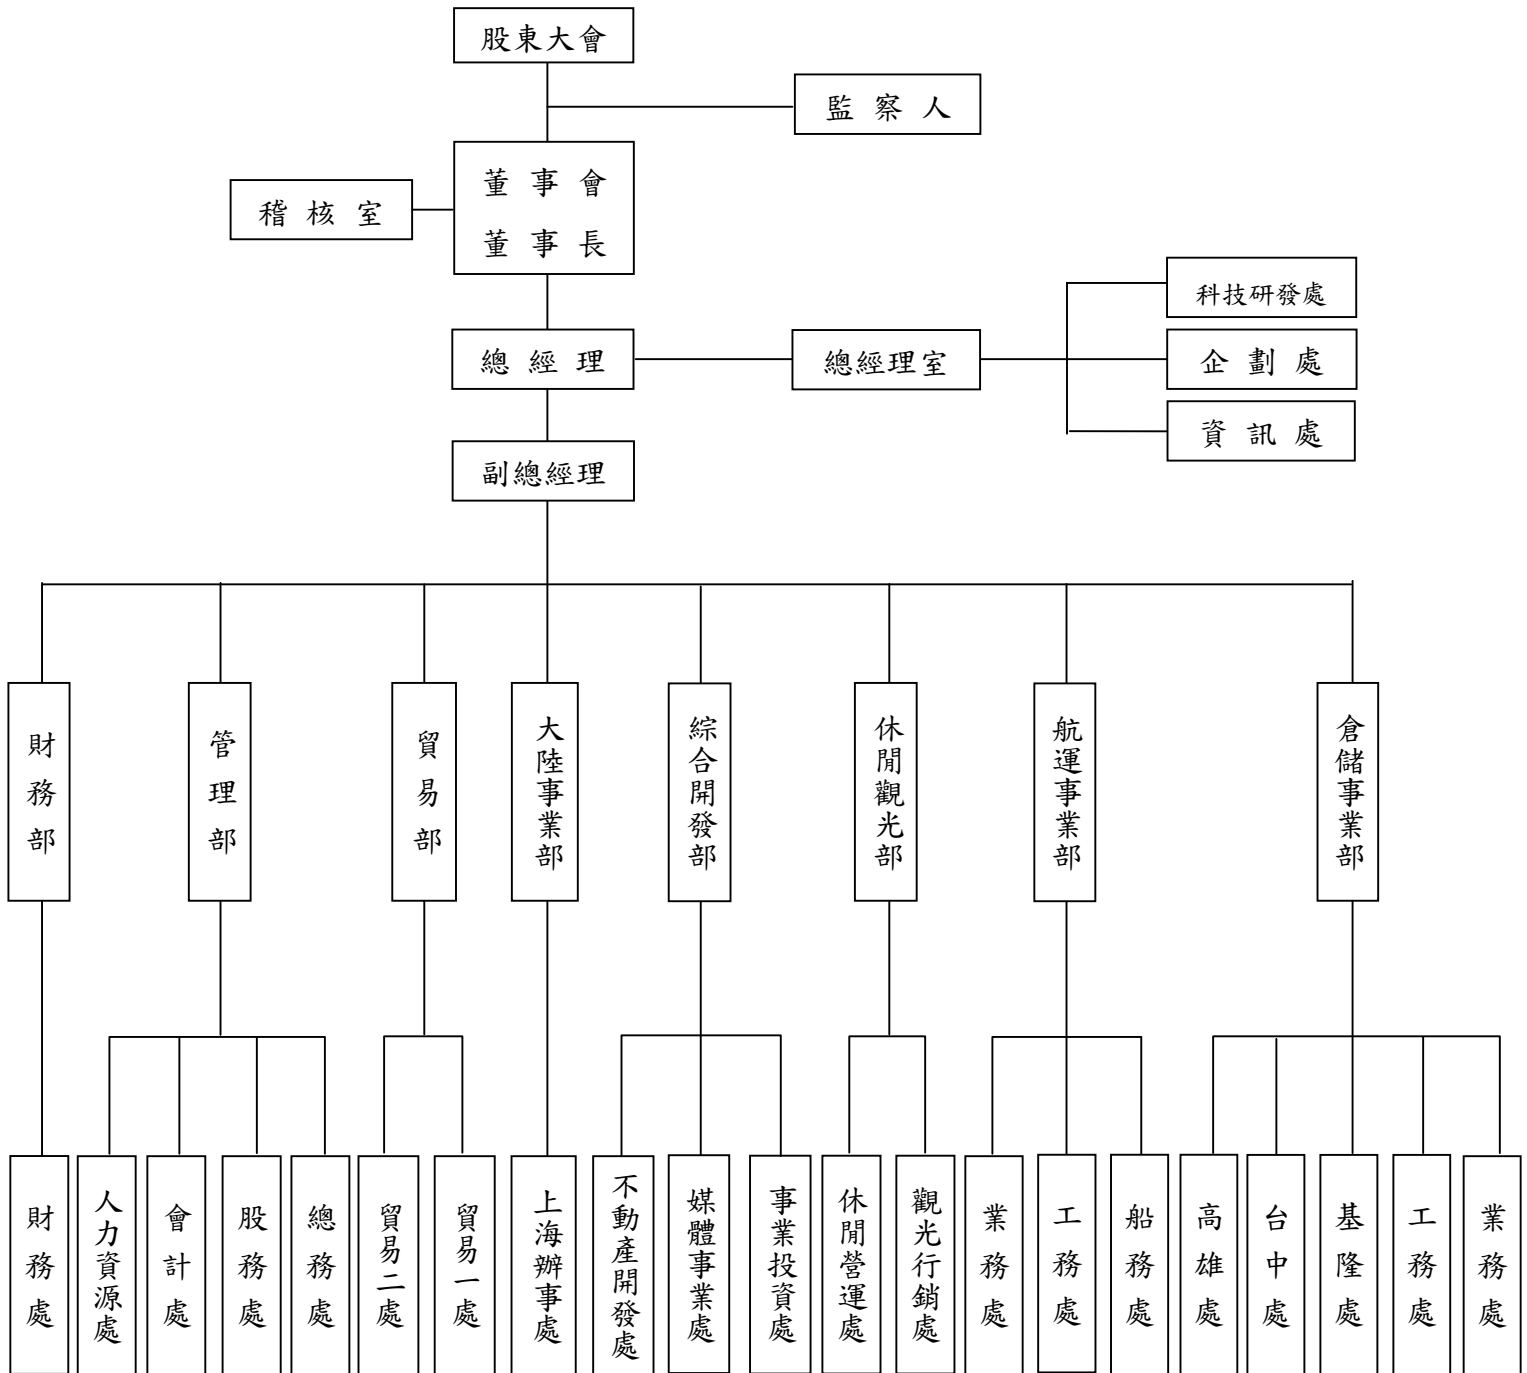 股東大會
監察人
董事會
董事長
稽核室
科技研發處
總經理
總經理室
企劃處
資訊處
副總經理
財務部
管理部
貿易部
大陸事業部
綜合開發部
休閒觀光部
航運事業部
倉儲事業部
財務處
人力資源處
會計處
股務處
總務處
貿易二處
貿易一處
上海辦事處
不動產開發處
媒體事業處
事業投資處
休閒營運處
觀光行銷處
業務處
工務處
船務處
高雄處
台中處
基隆處
工務處
業務處